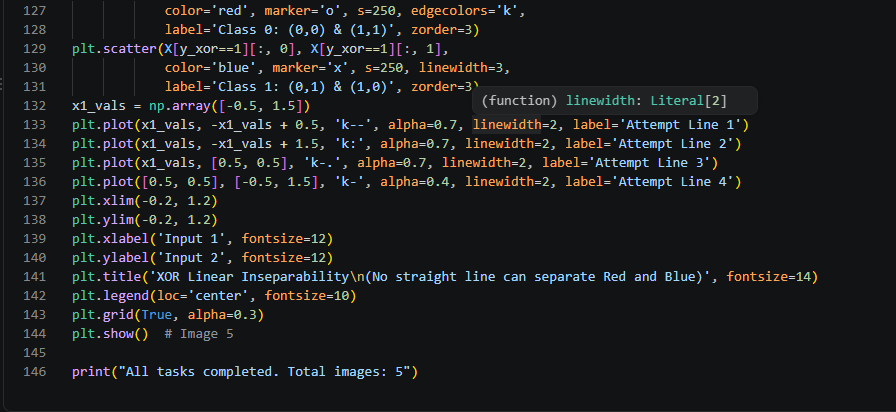 127 color='red', marker='o', s=250, edgecolors='k',
128 label='Class 0: (0,0) & (1,1)', zorder=3)
129 plt.scatter(X[y_xor==1][:, 0], X[y_xor==1][:, 1],
130 color='blue', marker='x', s=250, linewidth=3,
131 label='Class 1: (0,1) & (1,0)', zorder=3)
(function) linewidth: Literal[2]
132 x1_vals = np.array([-0.5, 1.5])
133 plt.plot(x1_vals, -x1_vals + 0.5, 'k--', alpha=0.7, linewidth=2, label='Attempt Line 1')
134 plt.plot(x1_vals, -x1_vals + 1.5, 'k:', alpha=0.7, linewidth=2, label='Attempt Line 2')
135 plt.plot(x1_vals, [0.5, 0.5], 'k-.', alpha=0.7, linewidth=2, label='Attempt Line 3')
136 plt.plot([0.5, 0.5], [-0.5, 1.5], 'k-', alpha=0.4, linewidth=2, label='Attempt Line 4')
137 plt.xlim(-0.2, 1.2)
138 plt.ylim(-0.2, 1.2)
139 plt.xlabel('Input 1', fontsize=12)
140 plt.ylabel('Input 2', fontsize=12)
141 plt.title('XOR Linear Inseparability\n(No straight line can separate Red and Blue)', fontsize=14)
142 plt.legend(loc='center', fontsize=10)
143 plt.grid(True, alpha=0.3)
144 plt.show()  # Image 5
145
146 print("All tasks completed. Total images: 5")